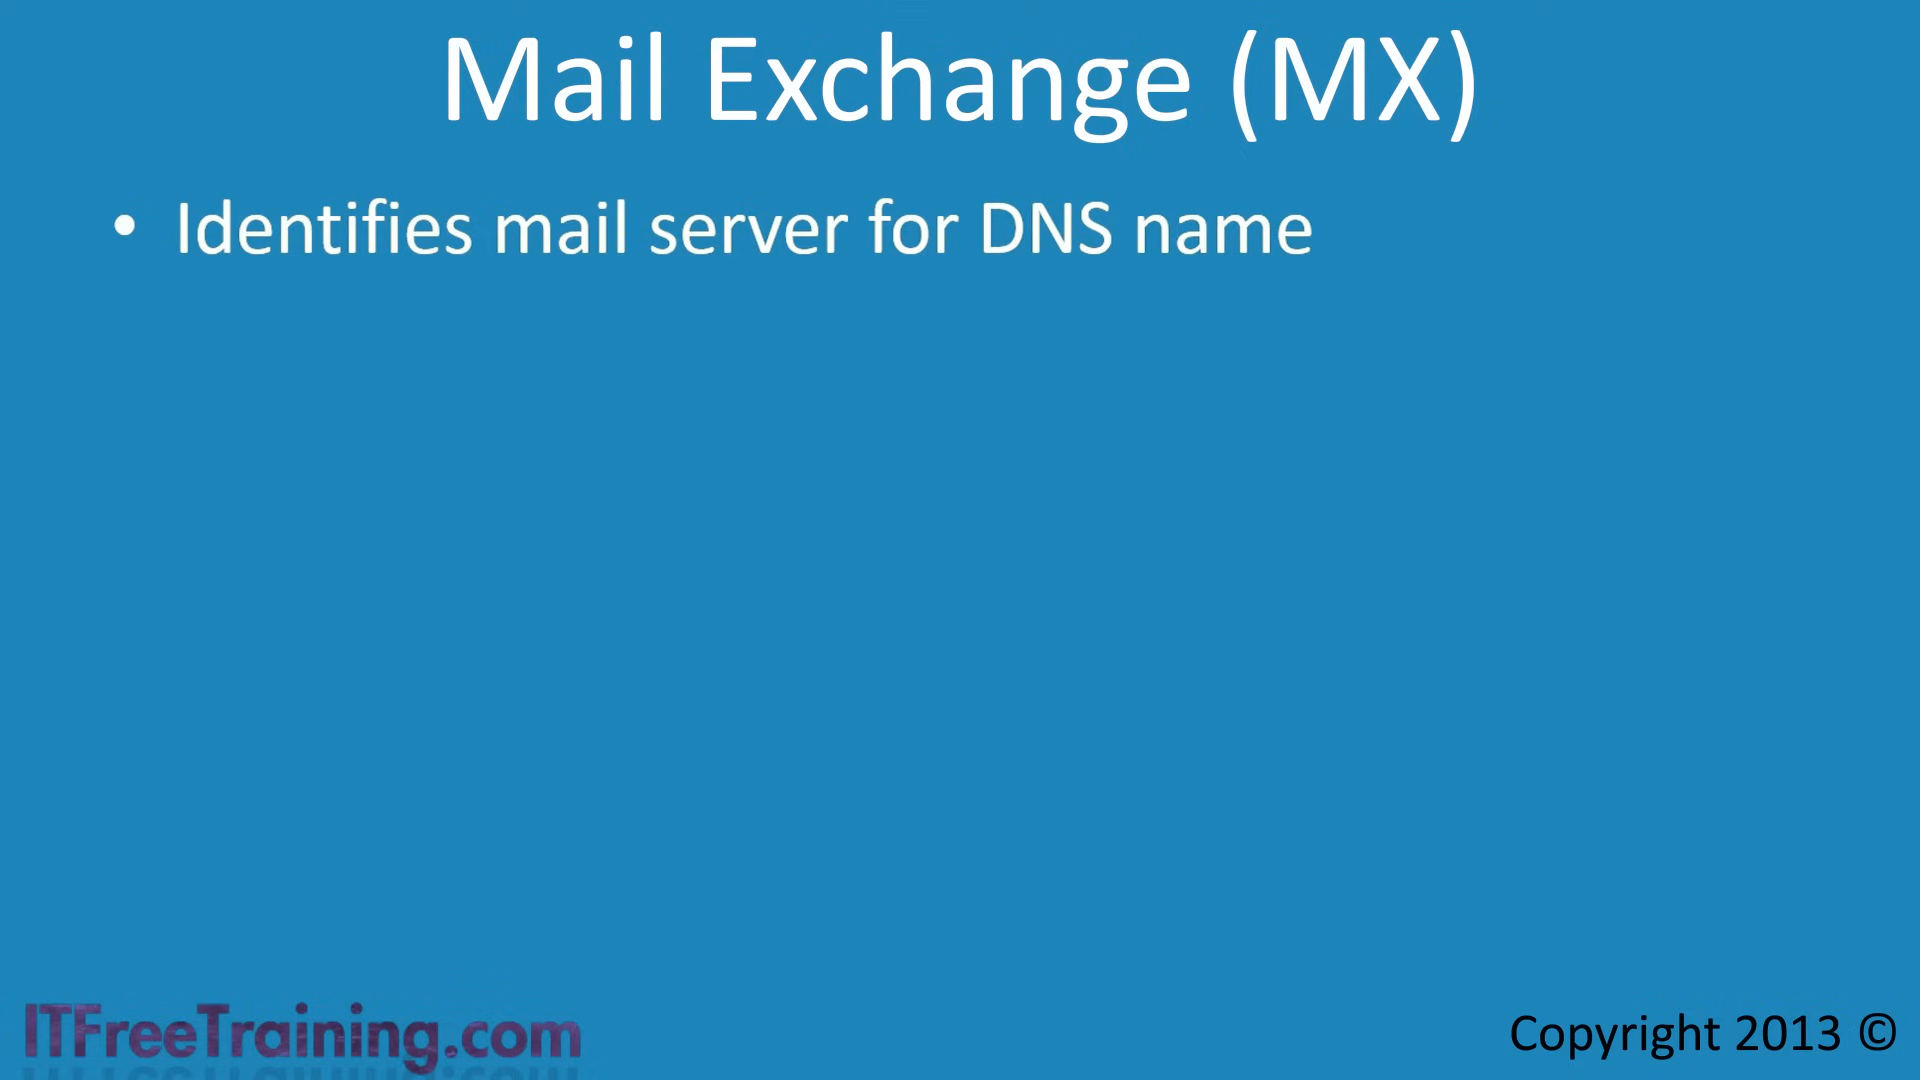 Mail Exchange (MX)
• Identifies mail server for DNS name
ITFreeTraining.com
Copyright 2013 ©